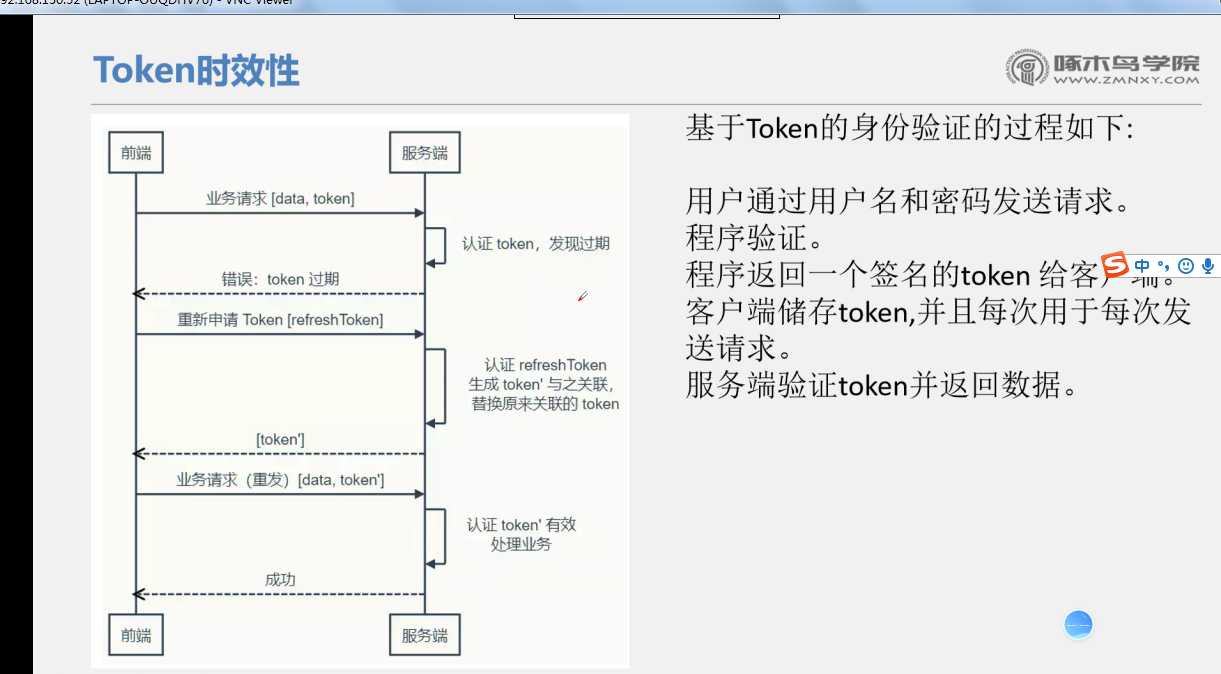 Token时效性
啄木鸟学院
WWW.ZMNXY.COM
前端
服务端
业务请求 [data, token]
认证 token，发现过期
错误：token 过期
重新申请 Token [refreshToken]
认证 refreshToken
生成 token' 与之关联，
替换原来关联的 token
[token']
业务请求（重发）[data, token']
认证 token' 有效
处理业务
成功
前端
服务端
基于Token的身份验证的过程如下:
用户通过用户名和密码发送请求。
程序验证。
程序返回一个签名的token 给客户端。
中
客户端储存token,并且每次用于每次发
送请求。
服务端验证token并返回数据。